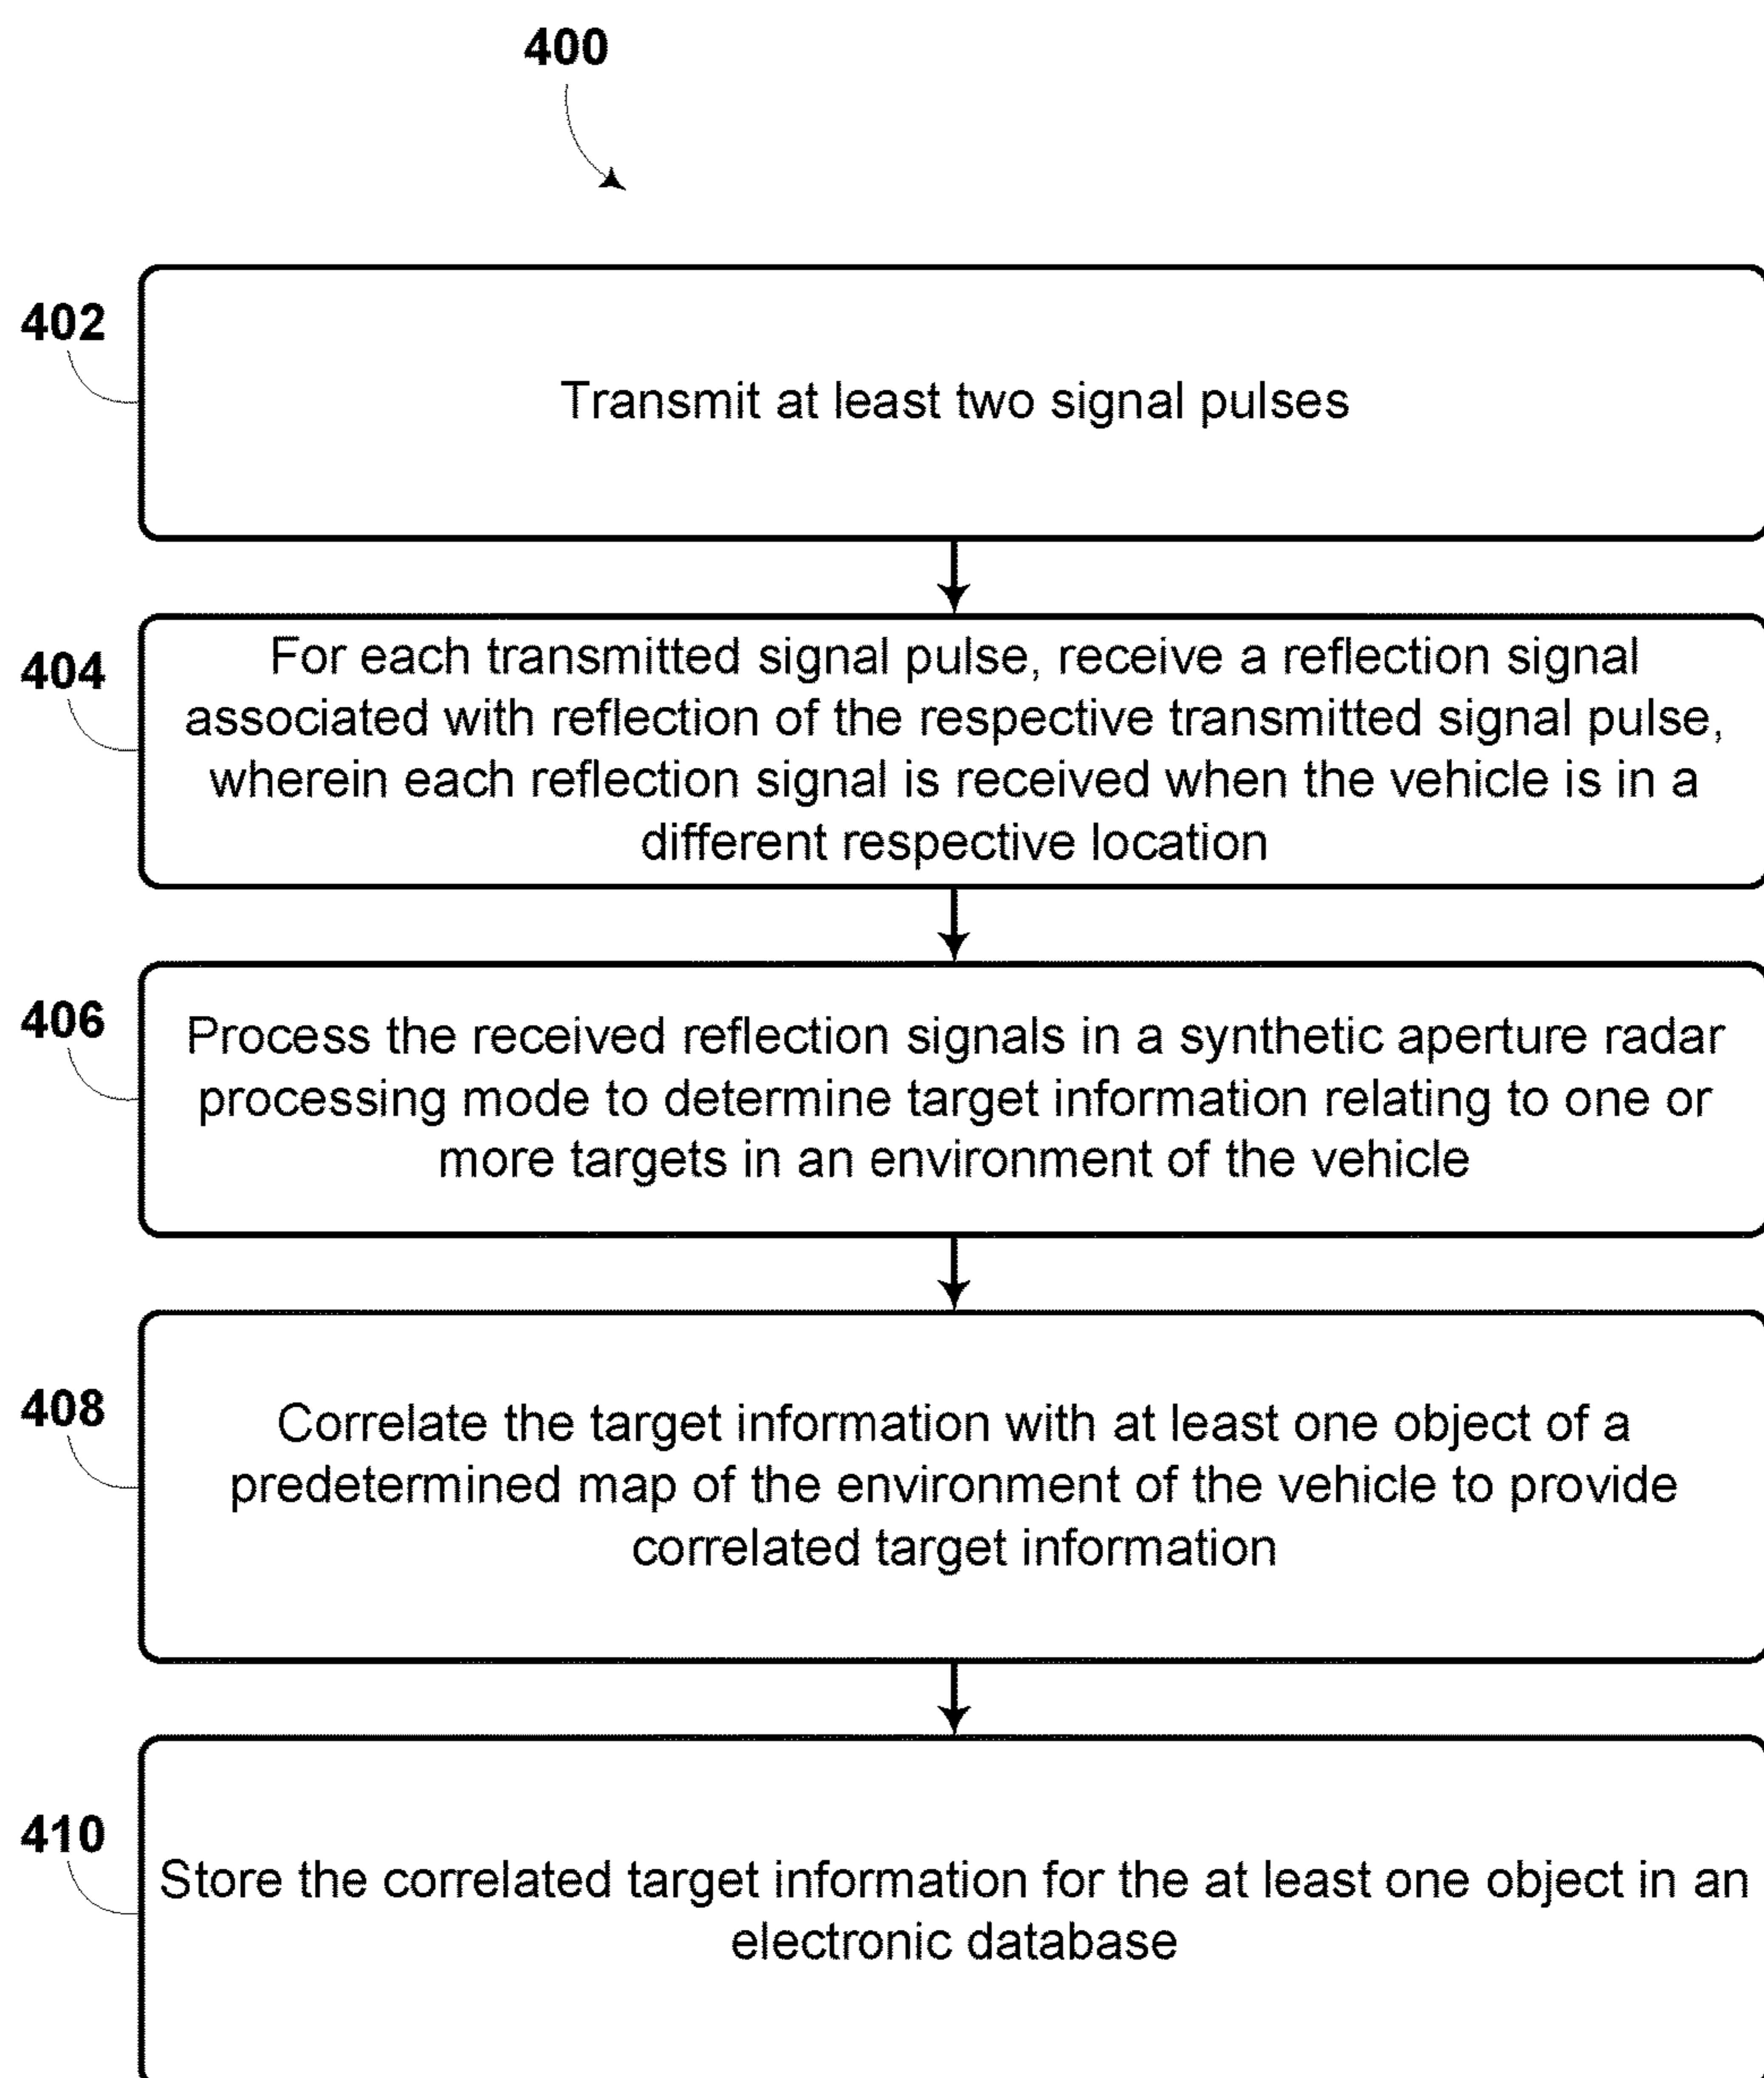 400
402
Transmit at least two signal pulses
404
For each transmitted signal pulse, receive a reflection signal
associated with reflection of the respective transmitted signal pulse,
wherein each reflection signal is received when the vehicle is in a
different respective location
406
Process the received reflection signals in a synthetic aperture radar
processing mode to determine target information relating to one or
more targets in an environment of the vehicle
408
Correlate the target information with at least one object of a
predetermined map of the environment of the vehicle to provide
correlated target information
410
Store the correlated target information for the at least one object in an
electronic database